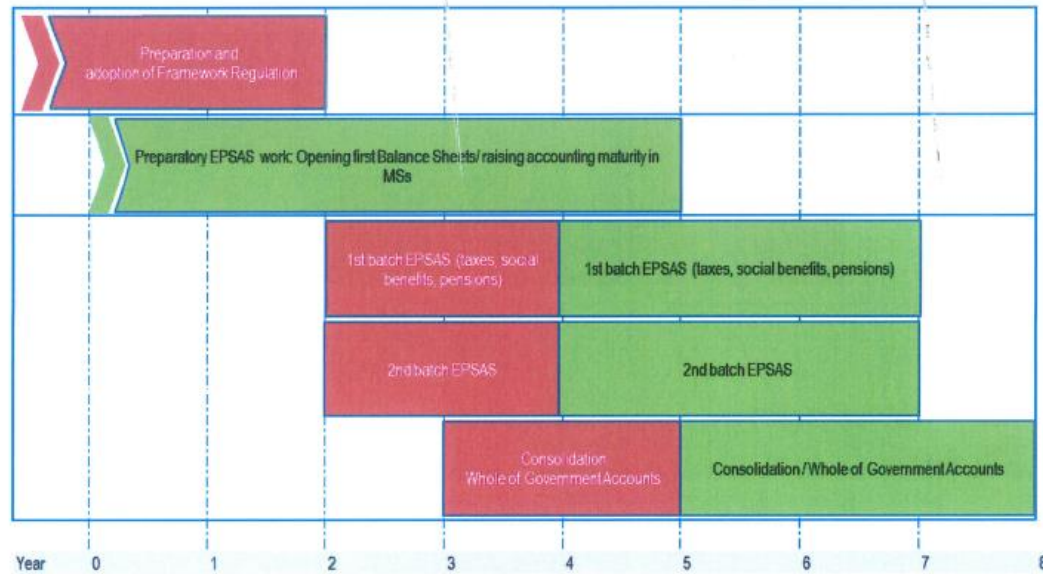 Preparation and
adoption of Framework Regulation
Preparatory EPSAS work: Opening first Balance Sheets/ raising accounting maturity in
MSs
1st batch EPSAS (taxes, social
benefits, pensions)
1st batch EPSAS (taxes, social benefits, pensions)
2nd batch EPSAS
2nd batch EPSAS
Consolidation
Whole of Government Accounts
Consolidation / Whole of Government Accounts
Year 0 1 2 3 4 5 6 7 8